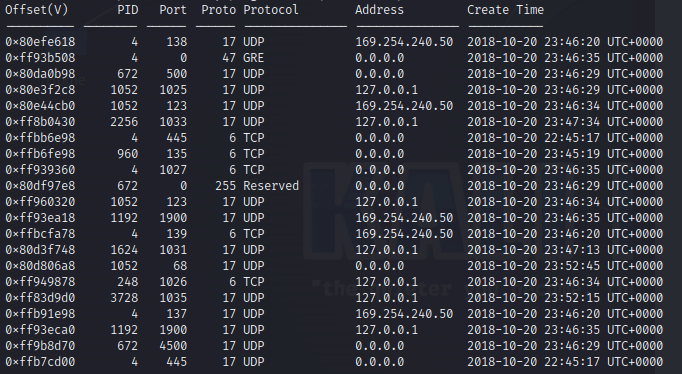 Offset(V) PID Port Proto Protocol Address Create Time
0×80efe618 4 138 17 UDP 169.254.240.50 2018-10-20 23:46:20 UTC+0000
0×ff93b508 4 0 47 GRE 0.0.0.0 2018-10-20 23:46:35 UTC+0000
0×80da0b98 672 500 17 UDP 0.0.0.0 2018-10-20 23:46:29 UTC+0000
0×80e3f2c8 1052 1025 17 UDP 127.0.0.1 2018-10-20 23:46:29 UTC+0000
0×80e44cb0 1052 123 17 UDP 169.254.240.50 2018-10-20 23:46:34 UTC+0000
0×ff8b0430 2256 1033 17 UDP 127.0.0.1 2018-10-20 23:47:34 UTC+0000
0×ffbb6e98 4 445 6 TCP 0.0.0.0 2018-10-20 22:45:17 UTC+0000
0×ffb6fe98 960 135 6 TCP 0.0.0.0 2018-10-20 22:45:19 UTC+0000
0×ff939360 4 1027 6 TCP 0.0.0.0 2018-10-20 23:46:35 UTC+0000
0×80df97e8 672 0 255 Reserved 0.0.0.0 2018-10-20 23:46:29 UTC+0000
0×ff960320 1052 123 17 UDP 127.0.0.1 2018-10-20 23:46:34 UTC+0000
0×ff93ea18 1192 1900 17 UDP 169.254.240.50 2018-10-20 23:46:35 UTC+0000
0×ffbcfa78 4 139 6 TCP 169.254.240.50 2018-10-20 23:46:20 UTC+0000
0×80d3f748 1624 1031 17 UDP 127.0.0.1 2018-10-20 23:47:13 UTC+0000
0×80d806a8 1052 68 17 UDP 0.0.0.0 2018-10-20 23:52:45 UTC+0000
0×ff949878 248 1026 6 TCP 127.0.0.1 2018-10-20 23:46:34 UTC+0000
0×ff83d9d0 3728 1035 17 UDP 127.0.0.1 2018-10-20 23:52:15 UTC+0000
0×ffb91e98 4 137 17 UDP 169.254.240.50 2018-10-20 23:46:20 UTC+0000
0×ff93eca0 1192 1900 17 UDP 127.0.0.1 2018-10-20 23:46:35 UTC+0000
0×ff9b8d70 672 4500 17 UDP 0.0.0.0 2018-10-20 23:46:29 UTC+0000
0×ffb7cd00 4 445 17 UDP 0.0.0.0 2018-10-20 22:45:17 UTC+0000